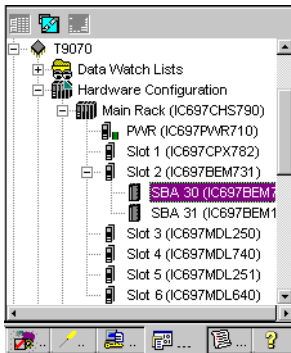 T9070
Data Watch Lists
Hardware Configuration
Main Rack (IC697CHS790)
PWR (IC697PWR710)
Slot 1 (IC697CPX782)
Slot 2 (IC697BEM731)
SBA 30 (IC697BEM7
SBA 31 (IC697BEM1
Slot 3 (IC697MDL250)
Slot 4 (IC697MDL740)
Slot 5 (IC697MDL251)
Slot 6 (IC697MDL640)
.. .. .. ... ...